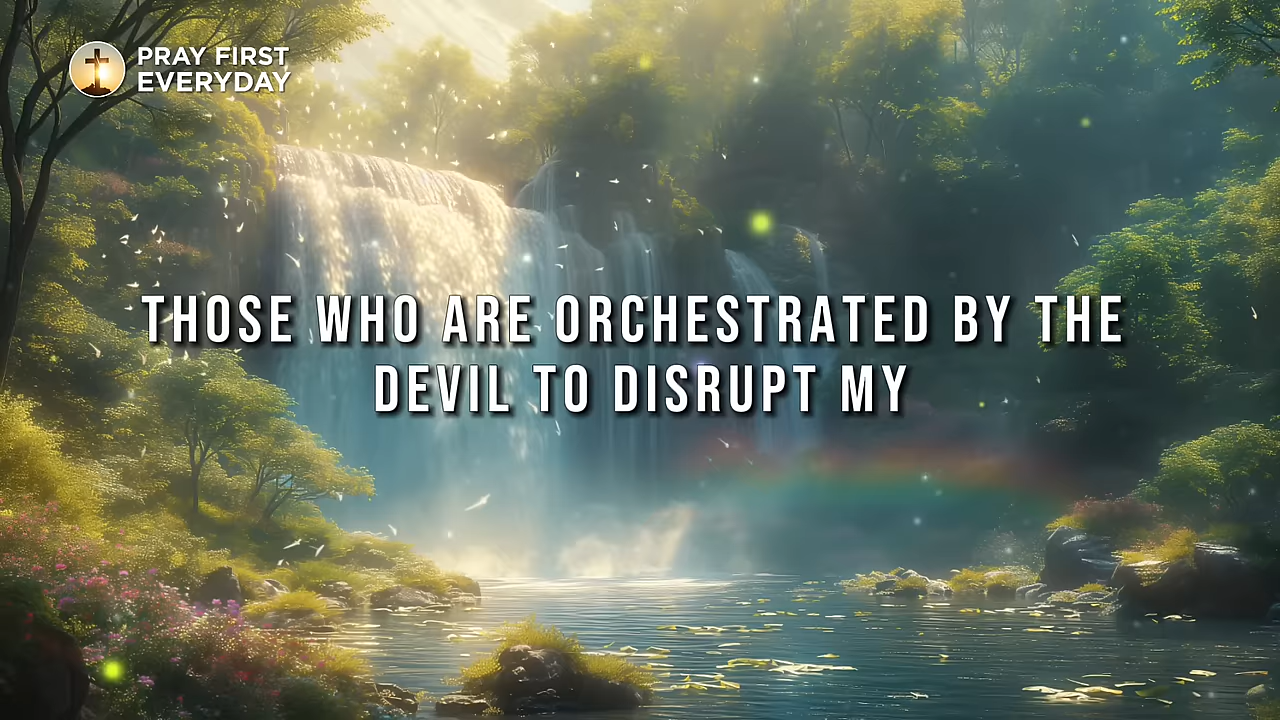 PRAY FIRST
EVERYDAY
THOSE WHO ARE ORCHESTRATED BY THE
DEVIL TO DISRUPT MY